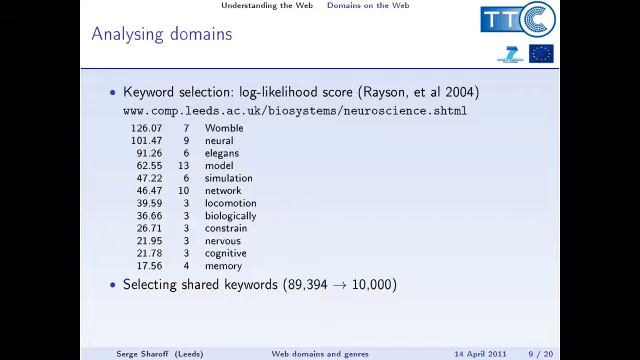 Understanding the Web Domains on the Web
Analysing domains
TTC
7
• Keyword selection: log-likelihood score (Rayson, et al 2004)
www.comp.leeds.ac.uk/biosystems/neuroscience.shtml
126.07 7 Womble
101.47 9 neural
91.26 6 elegans
62.55 13 model
47.22 6 simulation
46.47 10 network
39.59 3 locomotion
36.66 3 biologically
26.71 3 constrain
21.95 3 nervous
21.78 3 cognitive
17.56 4 memory
• Selecting shared keywords (89,394 → 10,000)
Serge Sharoff (Leeds) Web domains and genres 14 April 2011 9 / 20